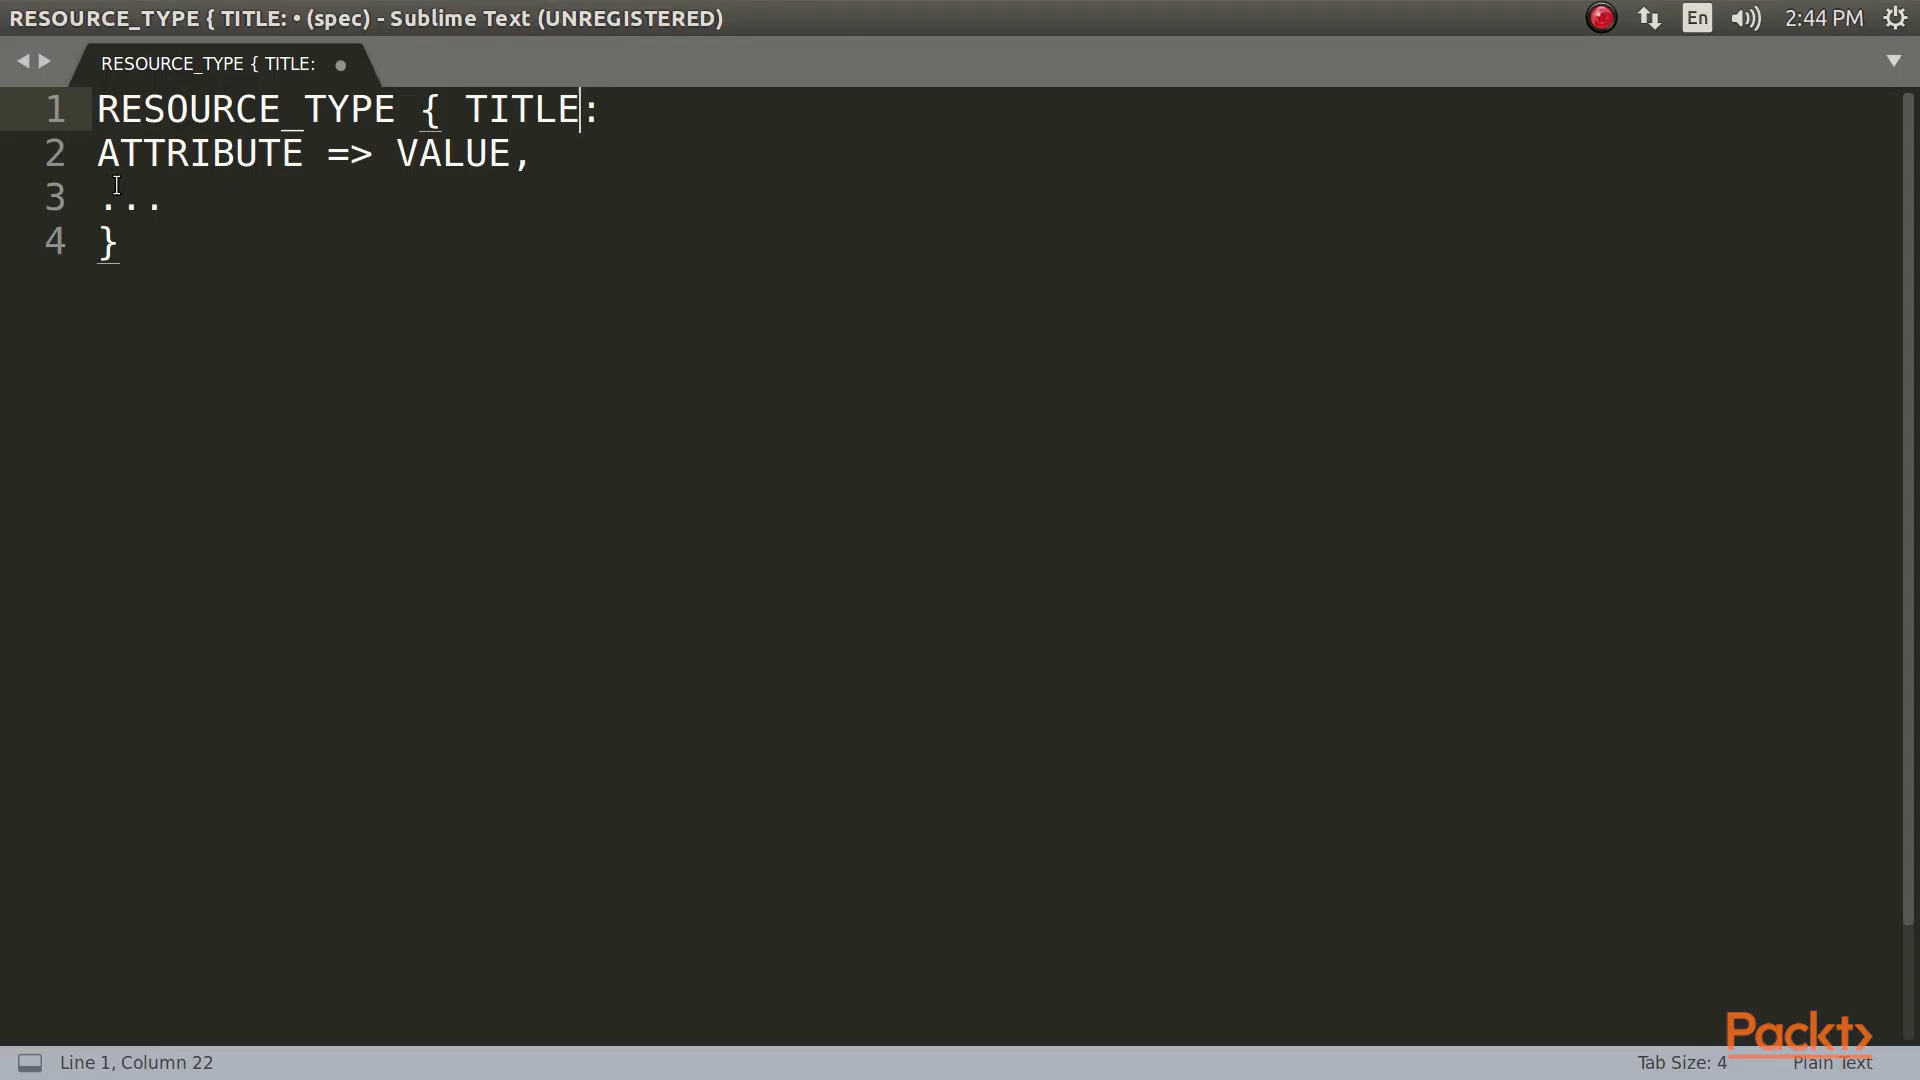 RESOURCE_TYPE { TITLE: • (spec) - Sublime Text (UNREGISTERED)
En
2:44 PM
RESOURCE_TYPE { TITLE:
1 RESOURCE_TYPE { TITLE:
2 ATTRIBUTE => VALUE,
3 ...
4 }
Packt>
Line 1, Column 22
Tab Size: 4
Plain Text